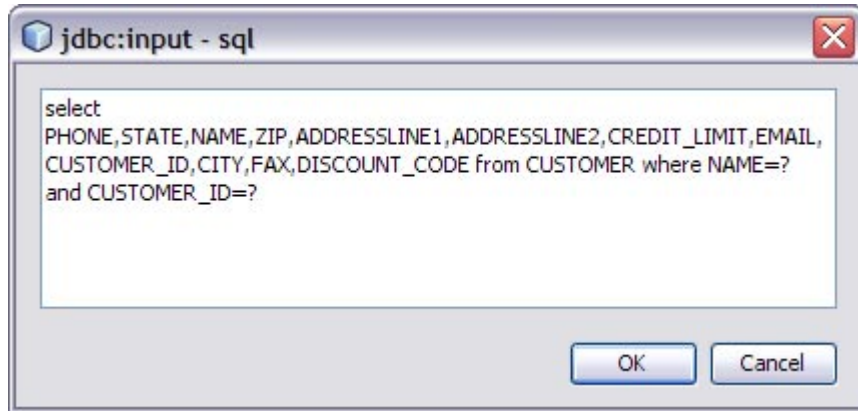 jdbc:input - sql
select
PHONE,STATE,NAME,ZIP,ADDRESSLINE1,ADDRESSLINE2,CREDIT_LIMIT,EMAIL,
CUSTOMER_ID,CITY,FAX,DISCOUNT_CODE from CUSTOMER where NAME=?
and CUSTOMER_ID=?
OK Cancel